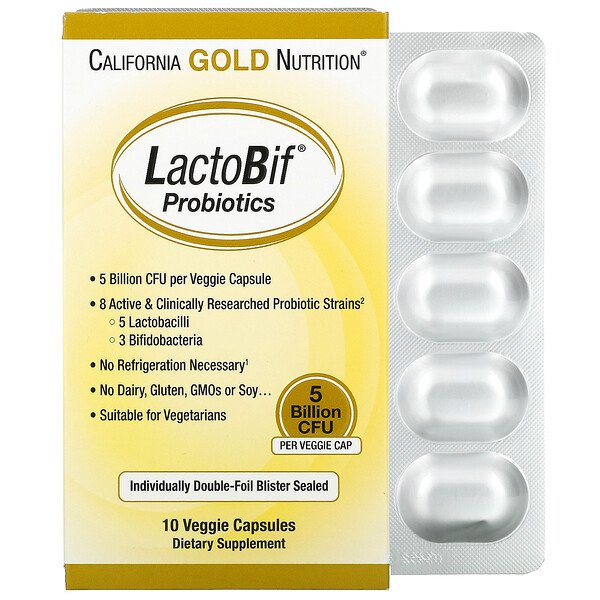 CALIFORNIA GOLD NUTRITION®
LactoBif®
Probiotics
• 5 Billion CFU per Veggie Capsule
• 8 Active & Clinically Researched Probiotic Strains²
○ 5 Lactobacilli
○ 3 Bifidobacteria
• No Refrigeration Necessary¹
• No Dairy, Gluten, GMOs or Soy…
• Suitable for Vegetarians
5
Billion
CFU
PER VEGGIE CAP
Individually Double-Foil Blister Sealed
10 Veggie Capsules
Dietary Supplement